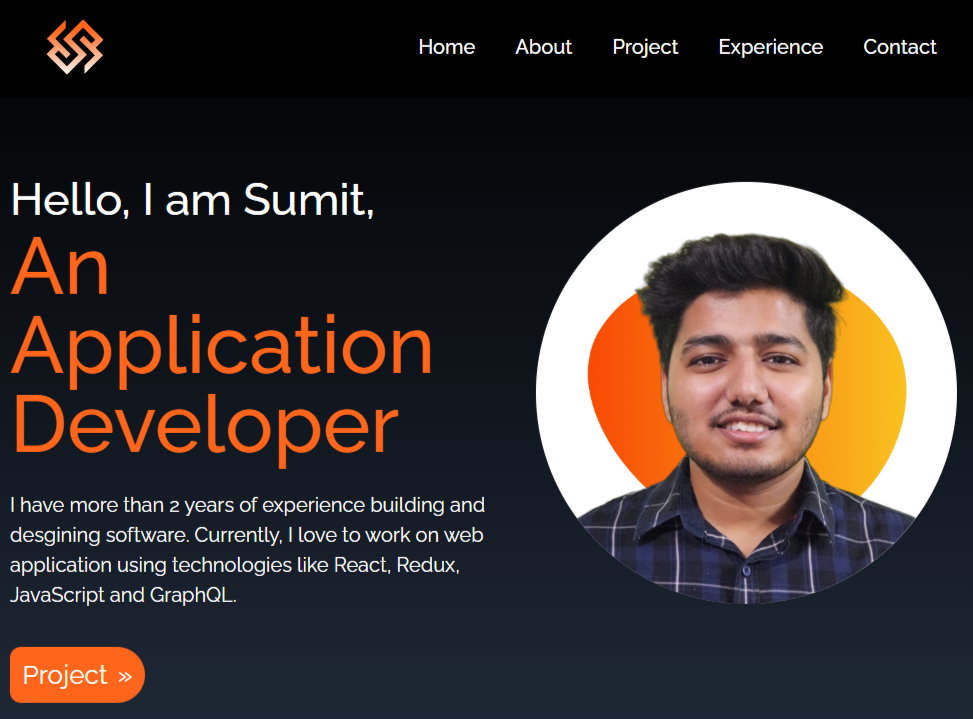 Home About Project Experience Contact
Hello, I am Sumit,
An
Application
Developer
I have more than 2 years of experience building and
desgining software. Currently, I love to work on web
application using technologies like React, Redux,
JavaScript and GraphQL.
Project »